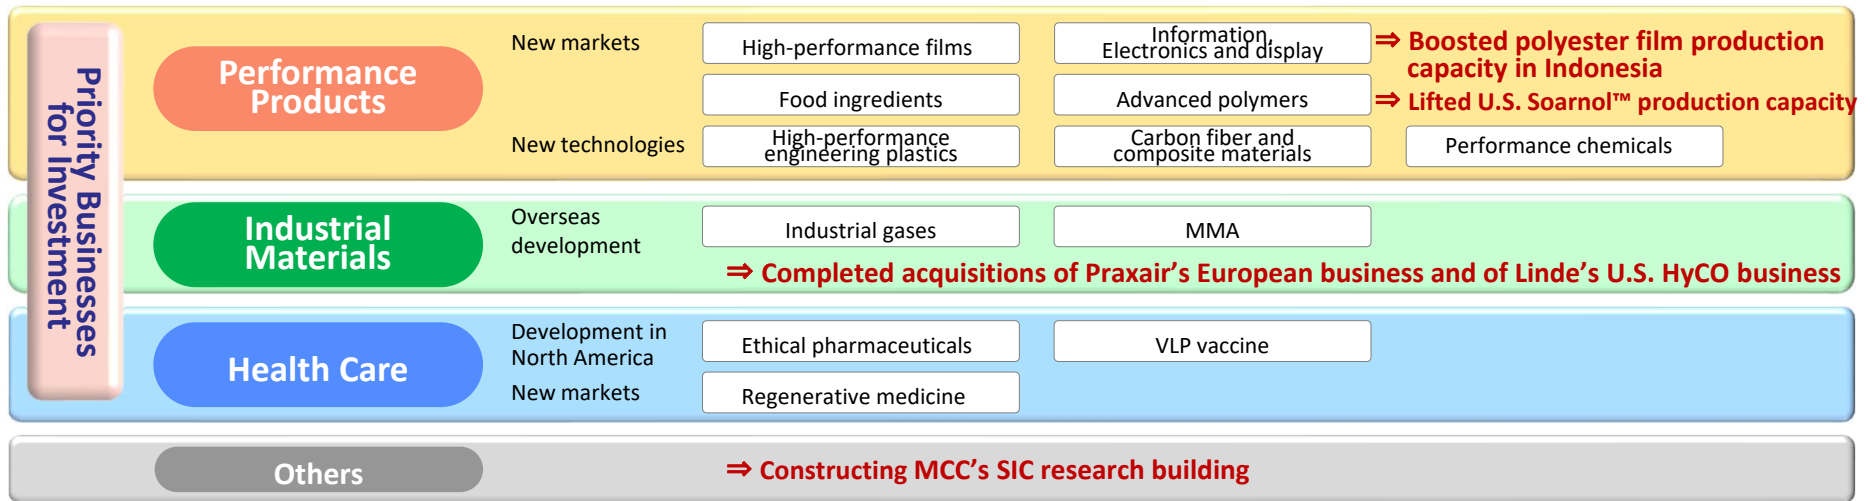 Priority Businesses
for Investment
Performance
Products
New markets
High-performance films
Information,
Electronics and display
⇒ Boosted polyester film production
capacity in Indonesia
Food ingredients
Advanced polymers
⇒ Lifted U.S. Soarnol™ production capacity
New technologies
High-performance
engineering plastics
Carbon fiber and
composite materials
Performance chemicals
Industrial
Materials
Overseas
development
Industrial gases
MMA
⇒ Completed acquisitions of Praxair’s European business and of Linde’s U.S. HyCO business
Health Care
Development in
North America
Ethical pharmaceuticals
VLP vaccine
New markets
Regenerative medicine
Others
⇒ Constructing MCC’s SIC research building